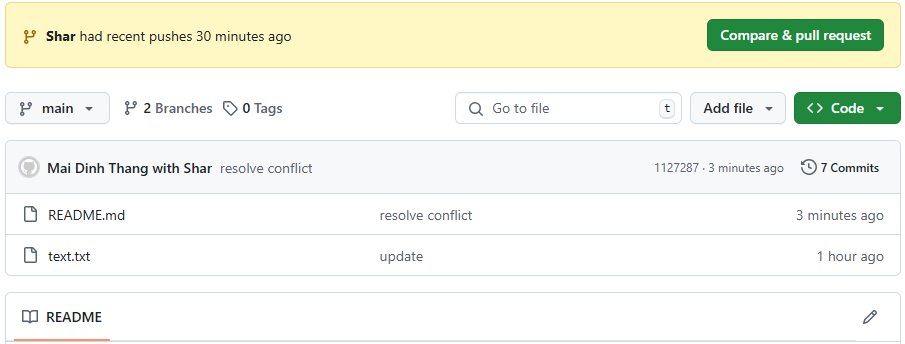 Shar had recent pushes 30 minutes ago Compare & pull request
main 2 Branches 0 Tags Go to file t Add file Code
Mai Dinh Thang with Shar resolve conflict 1127287 · 3 minutes ago 7 Commits
README.md resolve conflict 3 minutes ago
text.txt update 1 hour ago
README